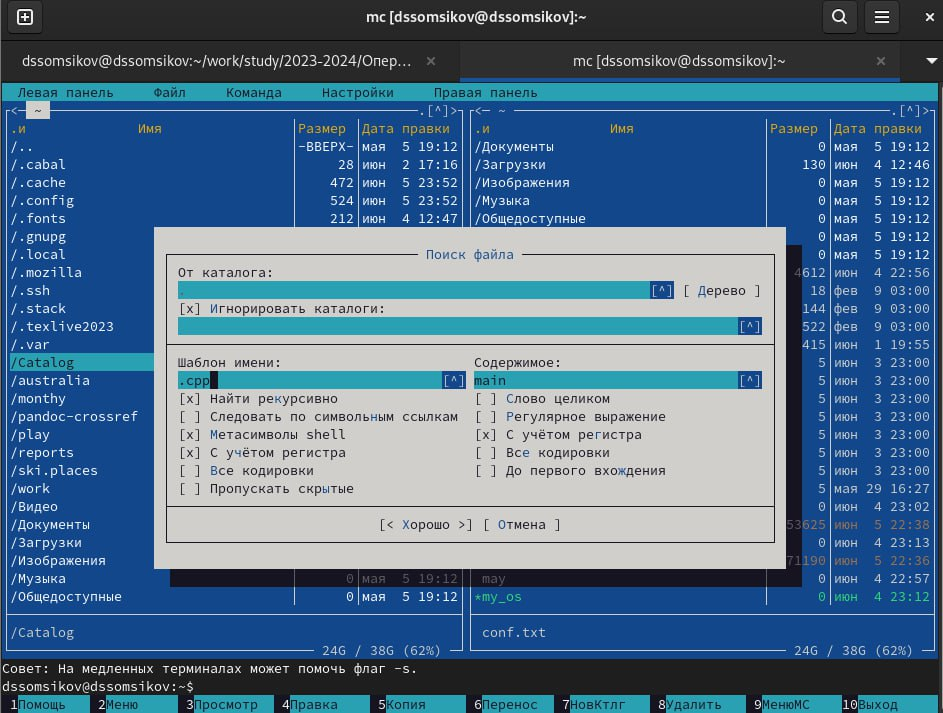 mc [dssomsikov@dssomsikov]:~
dssomsikov@dssomsikov:~/work/study/2023-2024/Опер... × mc [dssomsikov@dssomsikov]:~ ×
Левая панель Файл Команда Настройки Правая панель
<─ ~ .[^]> <─ ~ .[^]>
.и Имя Размер Дата правки .и Имя Размер Дата правки
/.. -ВВЕРХ- мая 5 19:12 /Документы 0 мая 5 19:12
/.cabal 28 июн 2 17:16 /Загрузки 130 июн 4 12:46
/.cache 472 июн 5 23:52 /Изображения 0 мая 5 19:12
/.config 524 июн 5 23:52 /Музыка 0 мая 5 19:12
/.fonts 212 июн 4 12:47 /Общедоступные 0 мая 5 19:12
/.gnupg 0 мая 5 19:12
/.local 0 мая 5 19:12
/.mozilla 4612 июн 4 22:56
/.ssh 18 фев 9 03:00
/.stack 144 фев 9 03:00
/.texlive2023 522 фев 9 03:00
/.var 415 июн 1 19:55
/Catalog 5 июн 3 23:00
/australia 5 июн 3 23:00
/monthy 5 июн 3 23:00
/pandoc-crossref 5 июн 3 23:00
/play 5 июн 3 23:00
/reports 5 июн 3 23:00
/ski.places 5 июн 3 23:00
/work 5 мая 29 16:27
/Видео 0 июн 4 23:02
/Документы 53625 июн 5 22:38
/Загрузки 0 июн 4 23:13
/Изображения 71190 июн 5 22:36
/Музыка 0 мая 5 19:12 may 0 июн 4 22:57
/Общедоступные 0 мая 5 19:12 *my_os 0 июн 4 23:12
/Catalog conf.txt
24G / 38G (62%) 24G / 38G (62%)
Поиск файла
От каталога:
. [^] [ Дерево ]
[x] Игнорировать каталоги:
[^]
Шаблон имени: Содержимое:
.cpp [^] main [^]
[x] Найти рекурсивно [ ] Слово целиком
[ ] Следовать по символьным ссылкам [ ] Регулярное выражение
[x] Метасимволы shell [x] С учётом регистра
[x] С учётом регистра [ ] Все кодировки
[ ] Все кодировки [ ] До первого вхождения
[ ] Пропускать скрытые
[< Хорошо >] [ Отмена ]
Совет: На медленных терминалах может помочь флаг -s.
dssomsikov@dssomsikov:~$
1Помощь 2Меню 3Просмотр 4Правка 5Копия 6Перенос 7НовКтлг 8Удалить 9МенюMC 10Выход